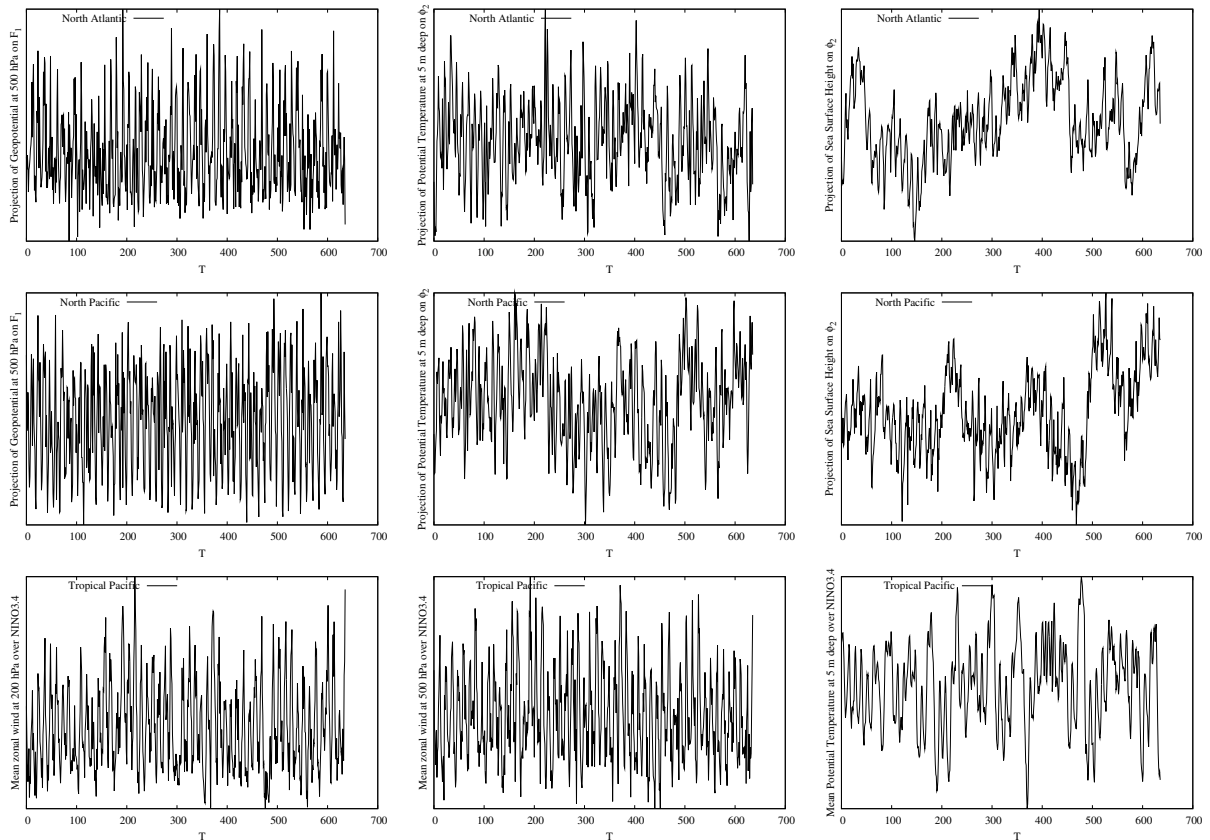 Projection of Geopotential at 500 hPa on F1
North Atlantic
0 100 200 300 400 500 600 700
T
Projection of Potential Temperature at 5 m deep on ϕ2
North Atlantic
0 100 200 300 400 500 600 700
T
Projection of Sea Surface Height on ϕ2
North Atlantic
0 100 200 300 400 500 600 700
T
Projection of Geopotential at 500 hPa on F1
North Pacific
0 100 200 300 400 500 600 700
T
Projection of Potential Temperature at 5 m deep on ϕ2
North Pacific
0 100 200 300 400 500 600 700
T
Projection of Sea Surface Height on ϕ2
North Pacific
0 100 200 300 400 500 600 700
T
Mean zonal wind at 200 hPa over NINO3.4
Tropical Pacific
0 100 200 300 400 500 600 700
T
Mean zonal wind at 500 hPa over NINO3.4
Tropical Pacific
0 100 200 300 400 500 600 700
T
Mean Potential Temperature at 5 m deep over NINO3.4
Tropical Pacific
0 100 200 300 400 500 600 700
T